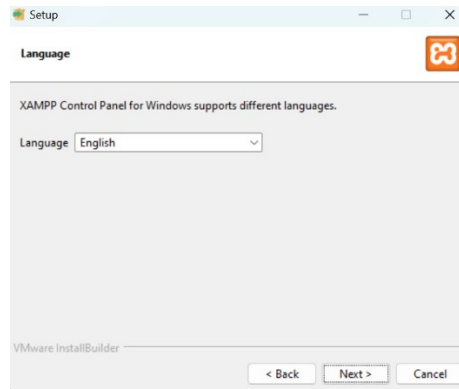 Setup
Language
XAMPP Control Panel for Windows supports different languages.
Language English
VMware InstallBuilder
< Back Next > Cancel